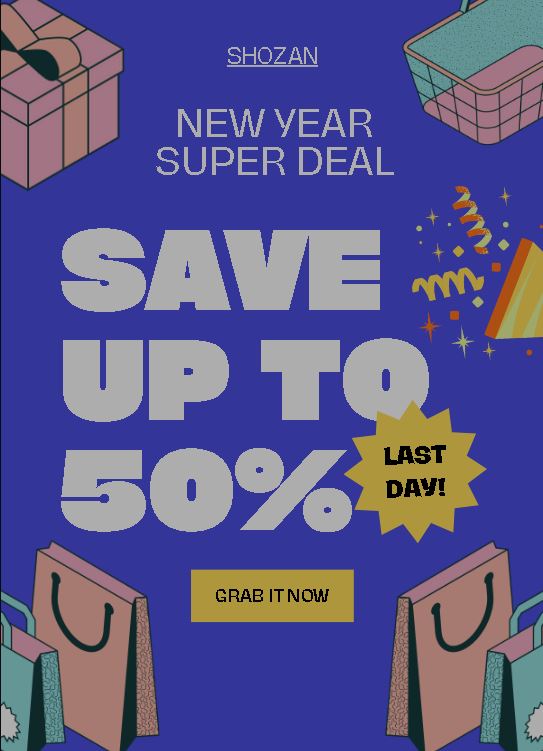 SHOZAN
NEW YEAR
SUPER DEAL
SAVE
UP TO
50%
LAST
DAY!
GRAB IT NOW